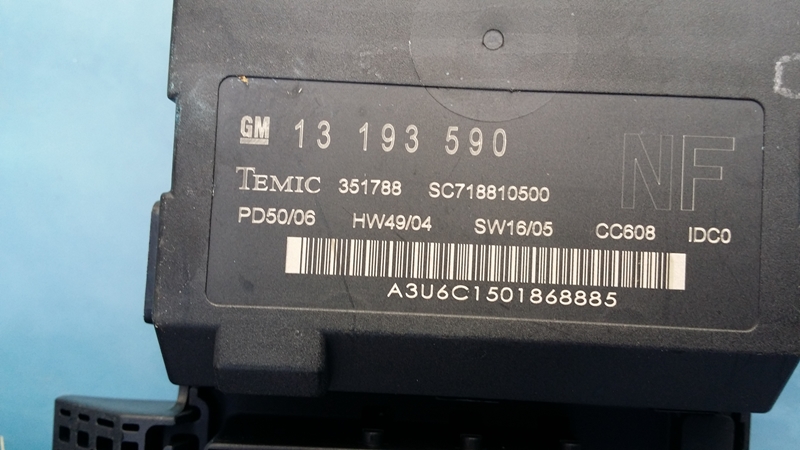 GM 13 193 590 NF
TEMIC 351788 SC718810500
PD50/06 HW49/04 SW16/05 CC608 IDC0
A3U6C1501868885